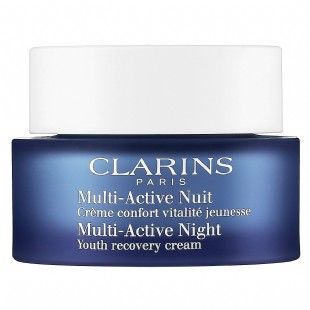 CLARINS
PARIS
Multi-Active Nuit
Crème confort vitalité jeunesse
Multi-Active Night
Youth recovery cream